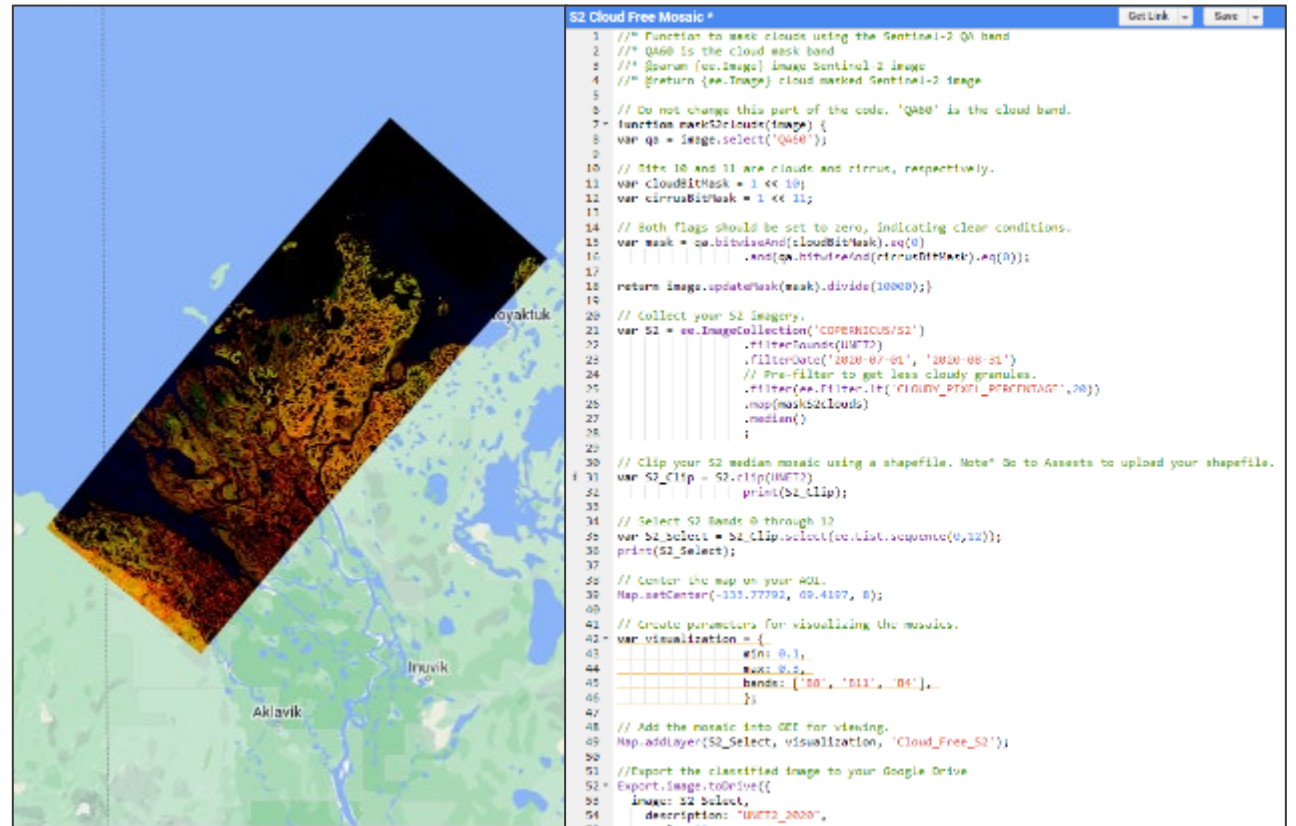 S2 Cloud Free Mosaic *
Get Link
Save
1 //* Function to mask clouds using the Sentinel-2 QA band
2 //* QA60 is the cloud mask band
3 //* @param {ee.Image} image Sentinel-2 image
4 //* @return {ee.Image} cloud masked Sentinel-2 image
5
6 // Do not change this part of the code. 'QA60' is the cloud band.
7 function maskS2clouds(image) {
8 var qa = image.select('QA60');
9
10 // Bits 10 and 11 are clouds and cirrus, respectively.
11 var cloudBitMask = 1 << 10;
12 var cirrusBitMask = 1 << 11;
13
14 // Both flags should be set to zero, indicating clear conditions.
15 var mask = qa.bitwiseAnd(cloudBitMask).eq(0)
16 .and(qa.bitwiseAnd(cirrusBitMask).eq(0));
17
18 return image.updateMask(mask).divide(10000);}
19
20 // Collect your S2 imagery.
21 var S2 = ee.ImageCollection('COPERNICUS/S2')
22 .filterBounds(UNET2)
23 .filterDate('2020-07-01', '2020-08-31')
24 // Pre-filter to get less cloudy granules.
25 .filter(ee.Filter.lt('CLOUDY_PIXEL_PERCENTAGE',20))
26 .map(maskS2clouds)
27 .median()
28 ;
29
30 // Clip your S2 median mosaic using a shapefile. Note* Go to Assests to upload your shapefile.
i 31 var S2_Clip = S2.clip(UNET2)
32 print(S2_Clip);
33
34 // Select S2 Bands 0 through 12
35 var S2_Select = S2_Clip.select(ee.List.sequence(0,12));
36 print(S2_Select);
37
38 // Center the map on your AOI.
39 Map.setCenter(-133.77792, 69.4197, 8);
40
41 // Create parameters for visualizing the mosaics.
42 var visualization = {
43 min: 0.1,
44 max: 0.5,
45 bands: ['B8', 'B11', 'B4'],
46 };
47
48 // Add the mosaic into GEE for viewing.
49 Map.addLayer(S2_Select, visualization, 'Cloud_Free_S2');
50
51 //Export the classified image to your Google Drive
52 Export.image.toDrive({
53 image: S2_Select,
54 description: "UNET2_2020",
oyaktuk
Inuvik
Aklavik